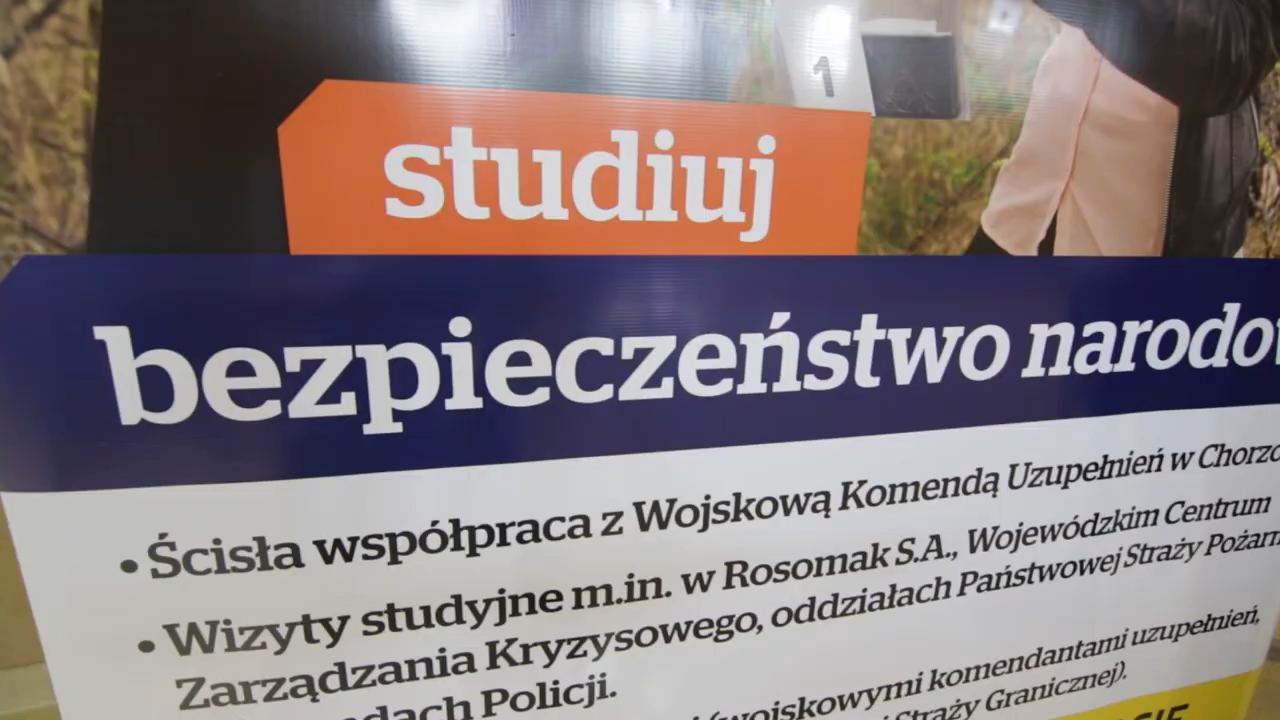 1
studiuj
bezpieczeństwo narodow
• Ścisła współpraca z Wojskową Komendą Uzupełnień w Chorzo
• Wizyty studyjne m.in. w Rosomak S.A., Wojewódzkim Centrum
Zarządzania Kryzysowego, oddziałach Państwowej Straży Pożarn
dach Policji.
(wojskowymi komendantami uzupełnień,
Straży Granicznej).